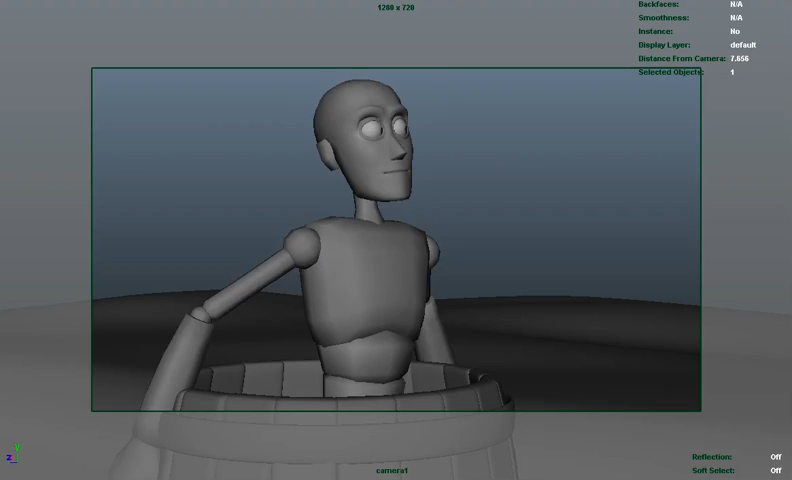 1280 x 720
Backfaces: N/A
Smoothness: N/A
Instance: No
Display Layer: default
Distance From Camera: 7.656
Selected Objects: 1
y
z
Reflection: Off
camera1
Soft Select: Off